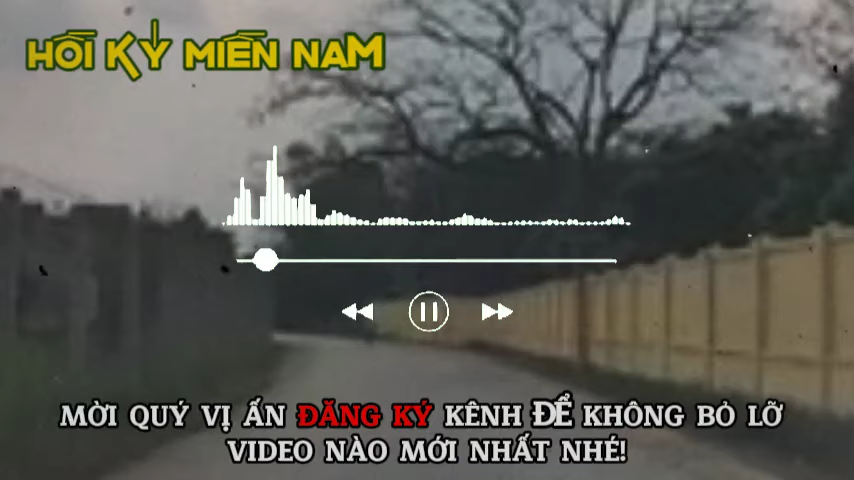 HỒI KÝ MIỀN NAM
MỜI QUÝ VỊ ẤN ĐĂNG KÝ KÊNH ĐỂ KHÔNG BỎ LỠ
VIDEO NÀO MỚI NHẤT NHÉ!